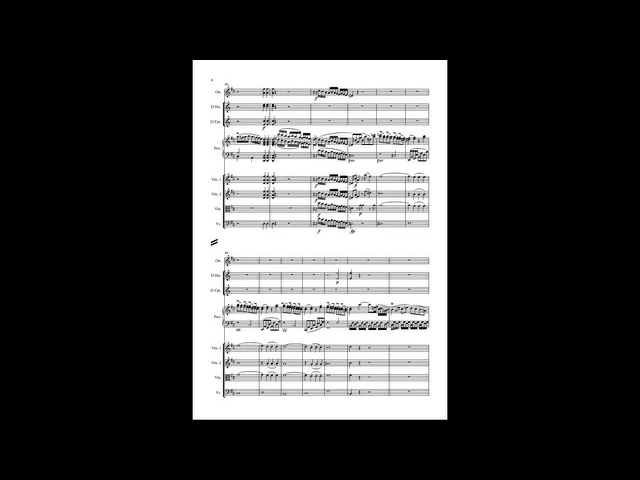 Ob.
D Hn.
D Tpt.
Pno.
Vln. 1
Vln. 2
Vla.
Vc.
Ob.
D Hn.
D Tpt.
Pno.
Vln. 1
Vln. 2
Vla.
Vc.